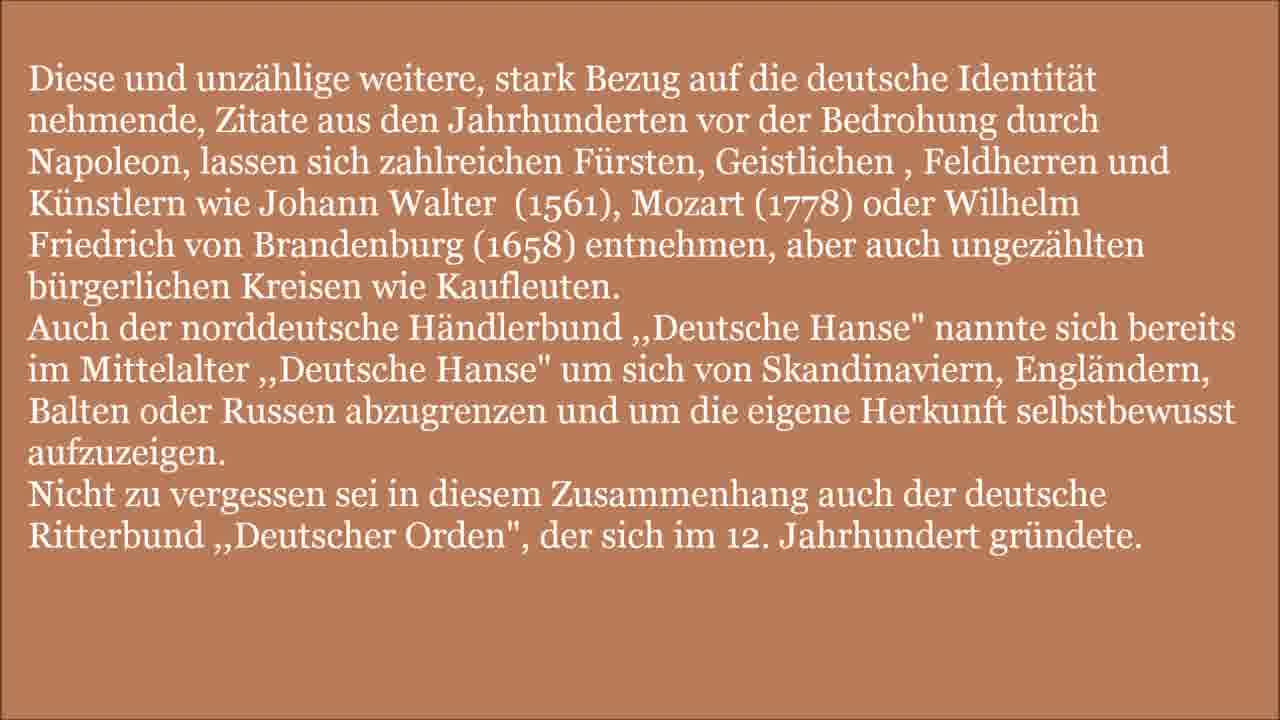 Diese und unzählige weitere, stark Bezug auf die deutsche Identität
nehmende, Zitate aus den Jahrhunderten vor der Bedrohung durch
Napoleon, lassen sich zahlreichen Fürsten, Geistlichen , Feldherren und
Künstlern wie Johann Walter  (1561), Mozart (1778) oder Wilhelm
Friedrich von Brandenburg (1658) entnehmen, aber auch ungezählten
bürgerlichen Kreisen wie Kaufleuten.
Auch der norddeutsche Händlerbund ,,Deutsche Hanse" nannte sich bereits
im Mittelalter ,,Deutsche Hanse" um sich von Skandinaviern, Engländern,
Balten oder Russen abzugrenzen und um die eigene Herkunft selbstbewusst
aufzuzeigen.
Nicht zu vergessen sei in diesem Zusammenhang auch der deutsche
Ritterbund ,,Deutscher Orden", der sich im 12. Jahrhundert gründete.